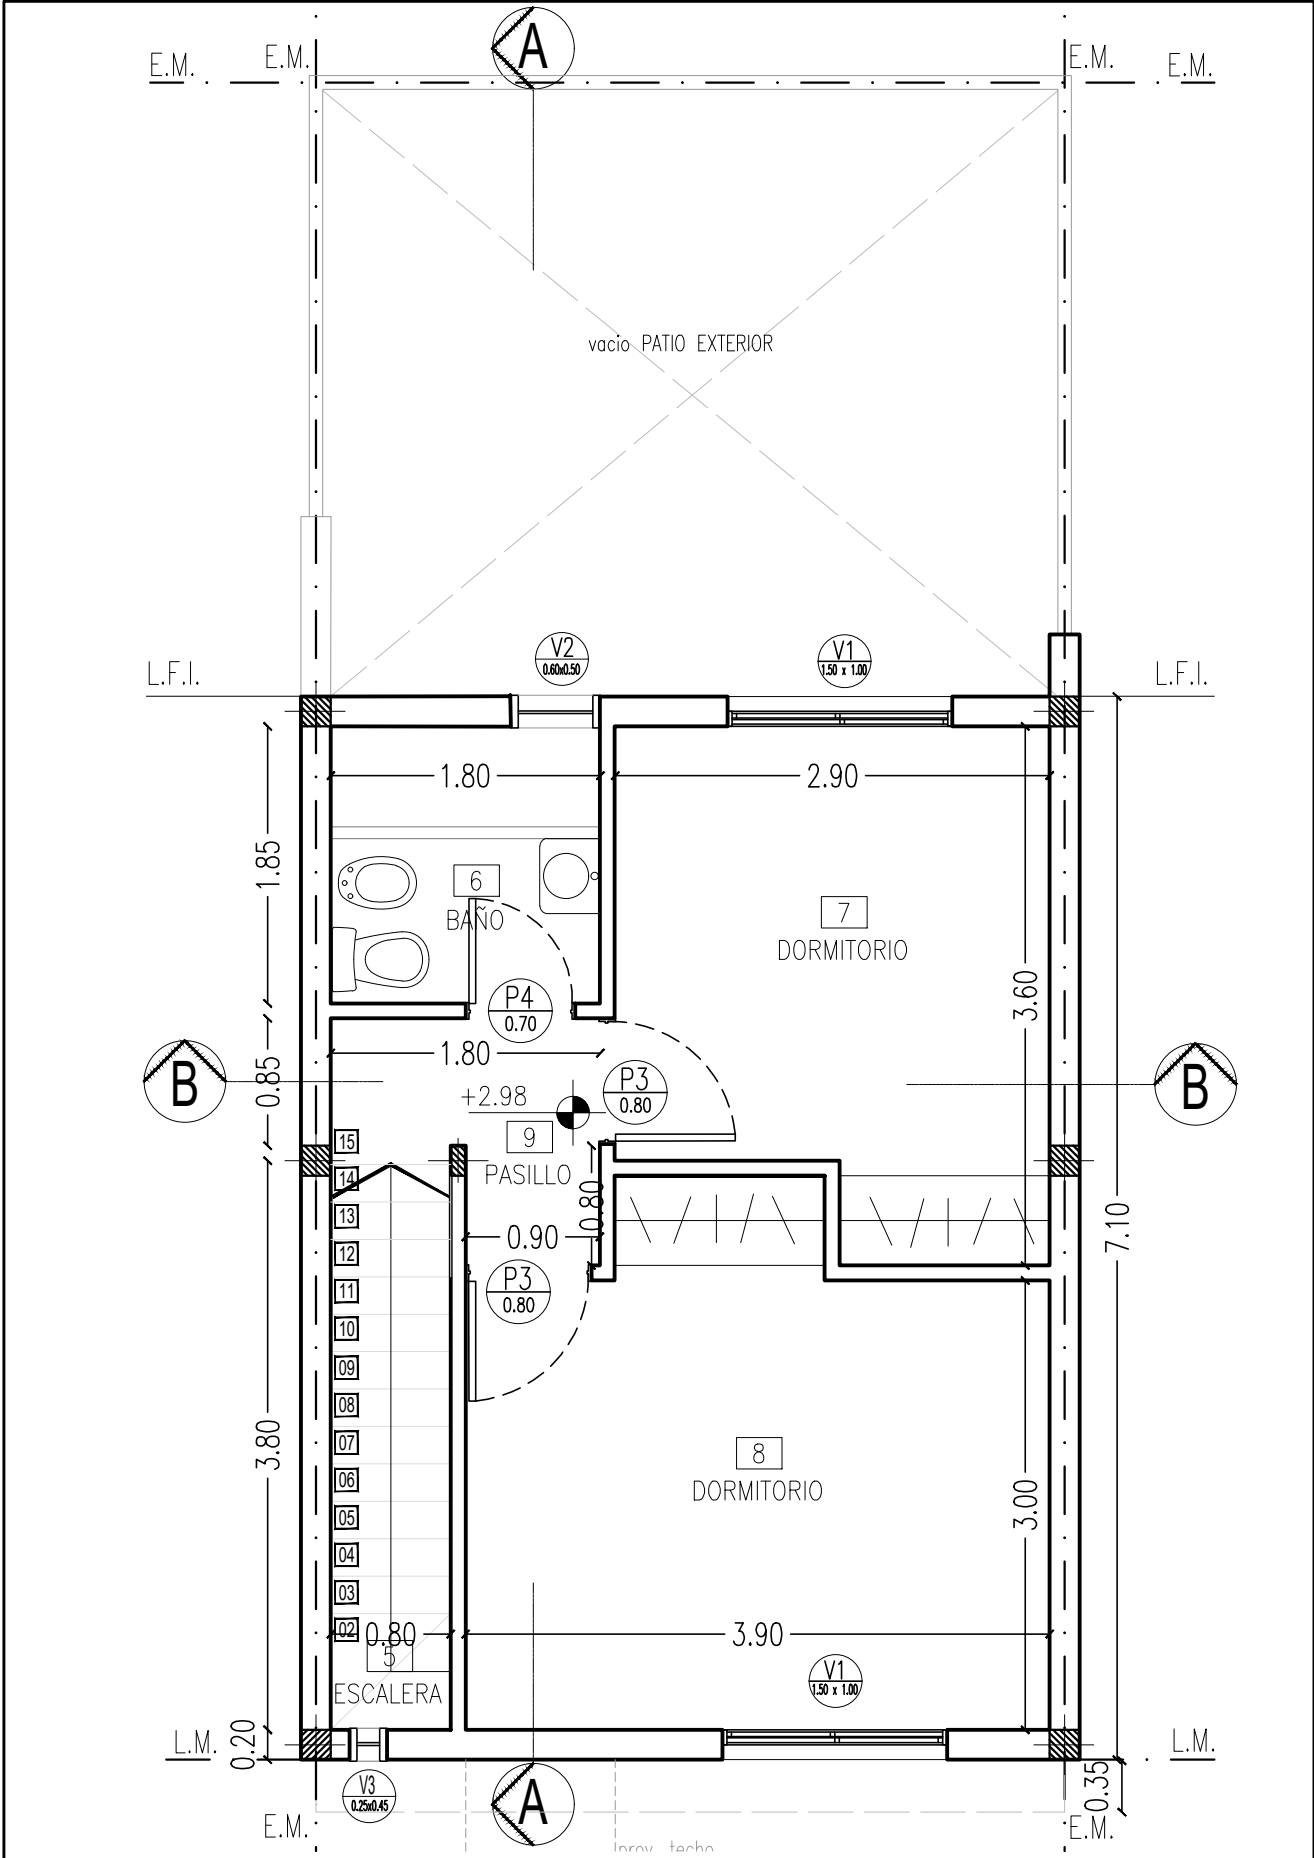 A
E.M.
E.M.
E.M.
E.M.
vacio PATIO EXTERIOR
V2
0.60x0.50
V1
1.50 x 1.00
L.F.I.
L.F.I.
1.80
2.90
1.85
6
BAÑO
7
DORMITORIO
3.60
P4
0.70
0.85
1.80
B
+2.98
P3
0.80
B
9
PASILLO
15
14
13
12
11
10
09
08
07
06
05
04
03
02
0.80
0.90
P3
0.80
7.10
3.80
8
DORMITORIO
3.00
0.80
5
ESCALERA
3.90
V1
1.50 x 1.00
L.M.
0.20
L.M.
V3
0.25x0.45
A
0.35
E.M.
E.M.
proy. techo